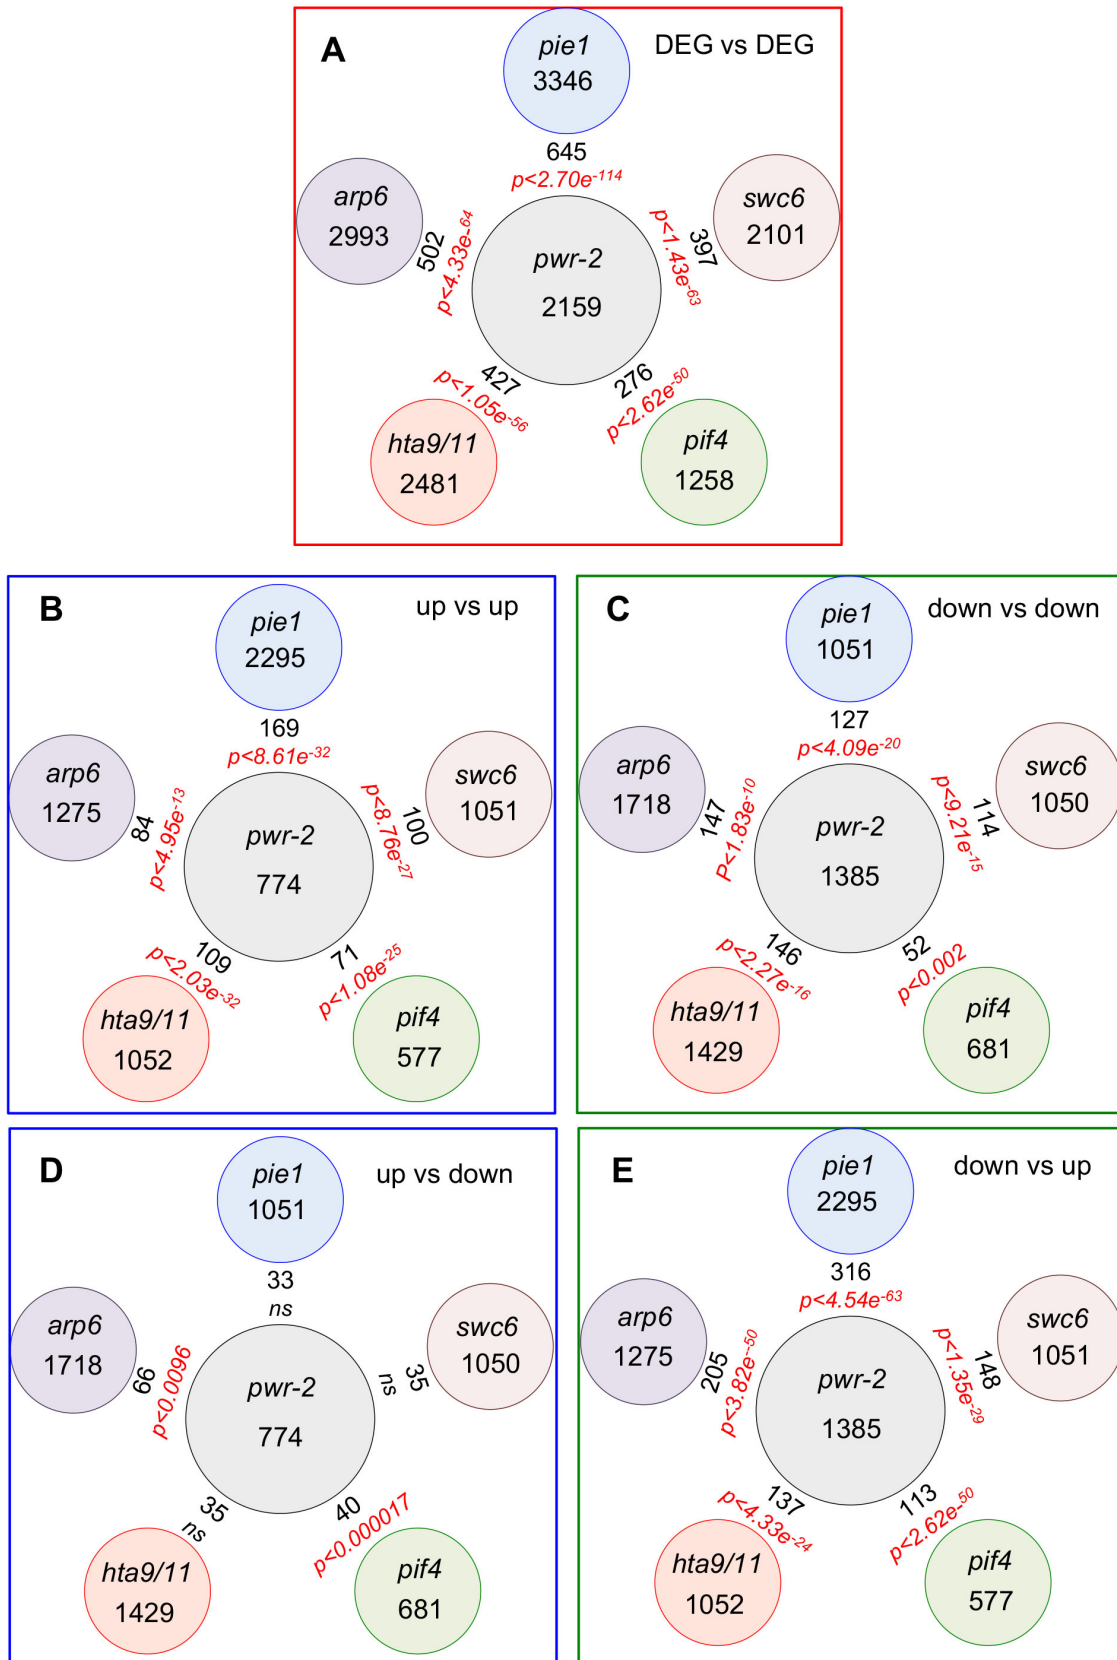 A
DEG vs DEG
pie1
3346
645
p<2.70e-114
arp6
2993
502
p<4.33e-64
swc6
2101
397
p<1.43e-63
pwr-2
2159
427
p<1.05e-56
276
p<2.62e-50
hta9/11
2481
pif4
1258
B
up vs up
pie1
2295
169
p<8.61e-32
arp6
1275
84
p<4.95e-13
swc6
1051
100
p<8.76e-27
pwr-2
774
109
p<2.03e-32
71
p<1.08e-25
hta9/11
1052
pif4
577
C
down vs down
pie1
1051
127
p<4.09e-20
arp6
1718
147
P<1.83e-10
swc6
1050
114
p<9.21e-15
pwr-2
1385
146
p<2.27e-16
52
p<0.002
hta9/11
1429
pif4
681
D
up vs down
pie1
1051
33
ns
arp6
1718
66
p<0.0096
swc6
1050
35
ns
pwr-2
774
35
ns
40
p<0.000017
hta9/11
1429
pif4
681
E
down vs up
pie1
2295
316
p<4.54e-63
arp6
1275
205
p<3.82e--50
swc6
1051
148
p<1.35e-29
pwr-2
1385
137
p<4.33e-24
113
p<2.62e-50
hta9/11
1052
pif4
577